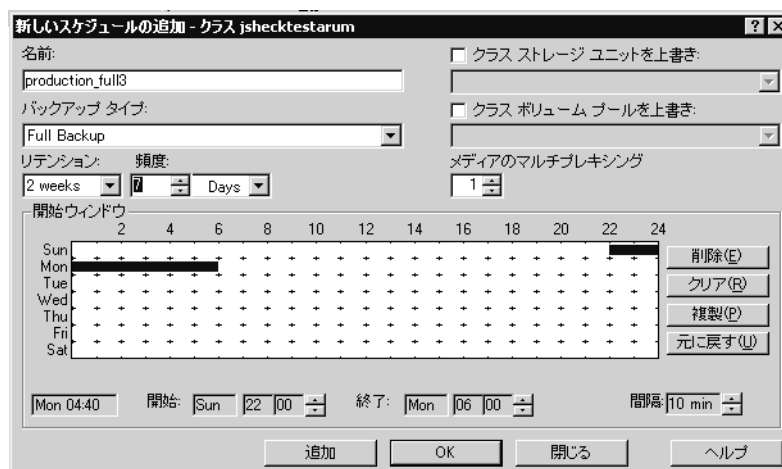 新しいスケジュールの追加 - クラス jshecktestarum
名前:
production_full3
バックアップ タイプ:
Full Backup
リテンション: 頻度:
2 weeks 7 Days
クラス ストレージ ユニットを上書き:
クラス ボリューム プールを上書き:
メディアのマルチプレキシング
1
開始ウィンドウ
2 4 6 8 10 12 14 16 18 20 22 24
Sun
Mon
Tue
Wed
Thu
Fri
Sat
削除(E)
クリア(R)
複製(P)
元に戻す(U)
Mon 04:40 開始: Sun 22 00 終了: Mon 06 00 間隔: 10 min
追加 OK 閉じる ヘルプ